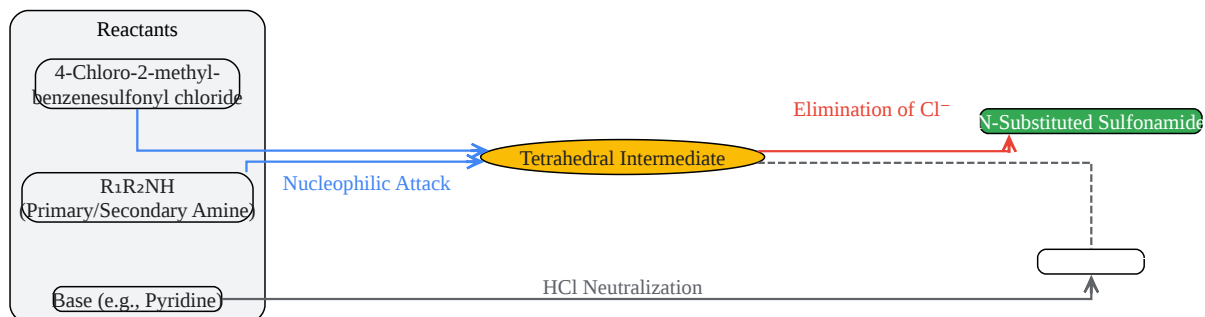 Reactants
4-Chloro-2-methyl-
benzenesulfonyl chloride
Elimination of Cl⁻
N-Substituted Sulfonamide
Tetrahedral Intermediate
Nucleophilic Attack
R₁R₂NH
(Primary/Secondary Amine)
HCl Neutralization
Base (e.g., Pyridine)